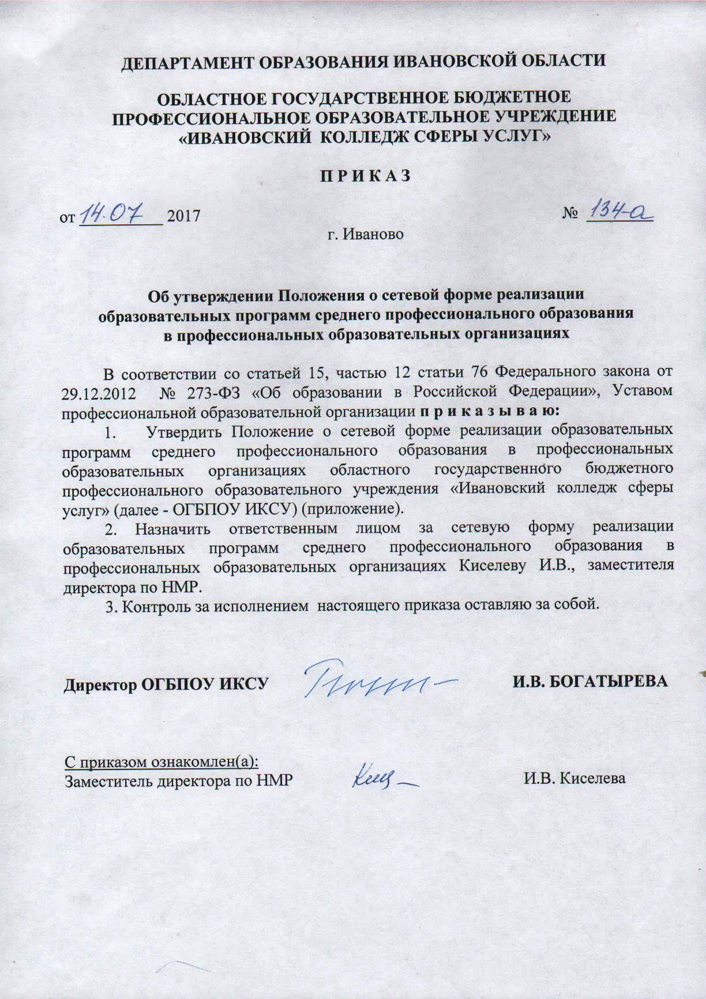 ДЕПАРТАМЕНТ ОБРАЗОВАНИЯ ИВАНОВСКОЙ ОБЛАСТИ
ОБЛАСТНОЕ ГОСУДАРСТВЕННОЕ БЮДЖЕТНОЕ
ПРОФЕССИОНАЛЬНОЕ ОБРАЗОВАТЕЛЬНОЕ УЧРЕЖДЕНИЕ
«ИВАНОВСКИЙ КОЛЛЕДЖ СФЕРЫ УСЛУГ»
П Р И К А З
от 14.07 2017 № 134-а
г. Иваново
Об утверждении Положения о сетевой форме реализации
образовательных программ среднего профессионального образования
в профессиональных образовательных организациях
В соответствии со статьей 15, частью 12 статьи 76 Федерального закона от
29.12.2012 № 273-ФЗ «Об образовании в Российской Федерации», Уставом
профессиональной образовательной организации п р и к а з ы в а ю:
1. Утвердить Положение о сетевой форме реализации образовательных
программ среднего профессионального образования в профессиональных
образовательных организациях областного государственного бюджетного
профессионального образовательного учреждения «Ивановский колледж сферы
услуг» (далее - ОГБПОУ ИКСУ) (приложение).
2. Назначить ответственным лицом за сетевую форму реализации
образовательных программ среднего профессионального образования в
профессиональных образовательных организациях Киселеву И.В., заместителя
директора по НМР.
3. Контроль за исполнением настоящего приказа оставляю за собой.
Директор ОГБПОУ ИКСУ И.В. БОГАТЫРЕВА
С приказом ознакомлен(а):
Заместитель директора по НМР И.В. Киселева